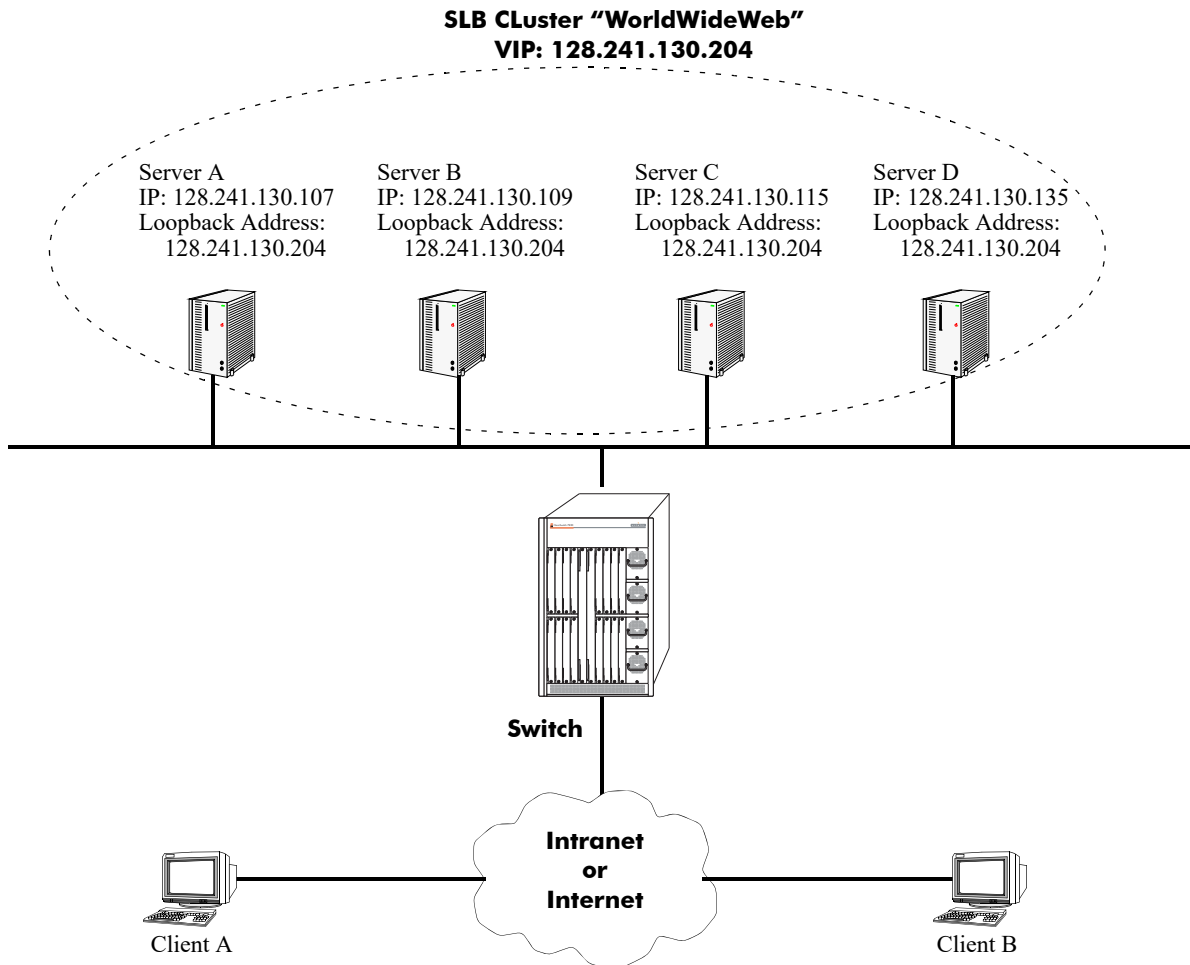 SLB CLuster “WorldWideWeb”
VIP: 128.241.130.204
Server A
IP: 128.241.130.107
Loopback Address:
128.241.130.204
Server B
IP: 128.241.130.109
Loopback Address:
128.241.130.204
Server C
IP: 128.241.130.115
Loopback Address:
128.241.130.204
Server D
IP: 128.241.130.135
Loopback Address:
128.241.130.204
Switch
Intranet
or
Internet
Client A
Client B